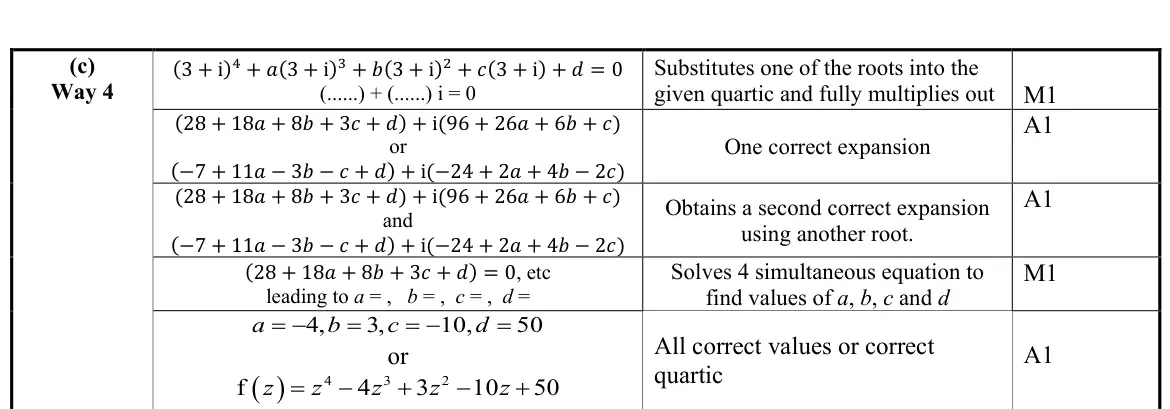 (c)
Way 4
(3 + i)⁴ + a(3 + i)³ + b(3 + i)² + c(3 + i) + d = 0
(......) + (......) i = 0
Substitutes one of the roots into the
given quartic and fully multiplies out
M1
(28 + 18a + 8b + 3c + d) + i(96 + 26a + 6b + c)
or
(−7 + 11a − 3b − c + d) + i(−24 + 2a + 4b − 2c)
One correct expansion
A1
(28 + 18a + 8b + 3c + d) + i(96 + 26a + 6b + c)
and
(−7 + 11a − 3b − c + d) + i(−24 + 2a + 4b − 2c)
Obtains a second correct expansion
using another root.
A1
(28 + 18a + 8b + 3c + d) = 0, etc
leading to a = , b = , c = , d =
Solves 4 simultaneous equation to
find values of a, b, c and d
M1
a = −4, b = 3, c = −10, d = 50
or
f(z) = z⁴ − 4z³ + 3z² − 10z + 50
All correct values or correct
quartic
A1